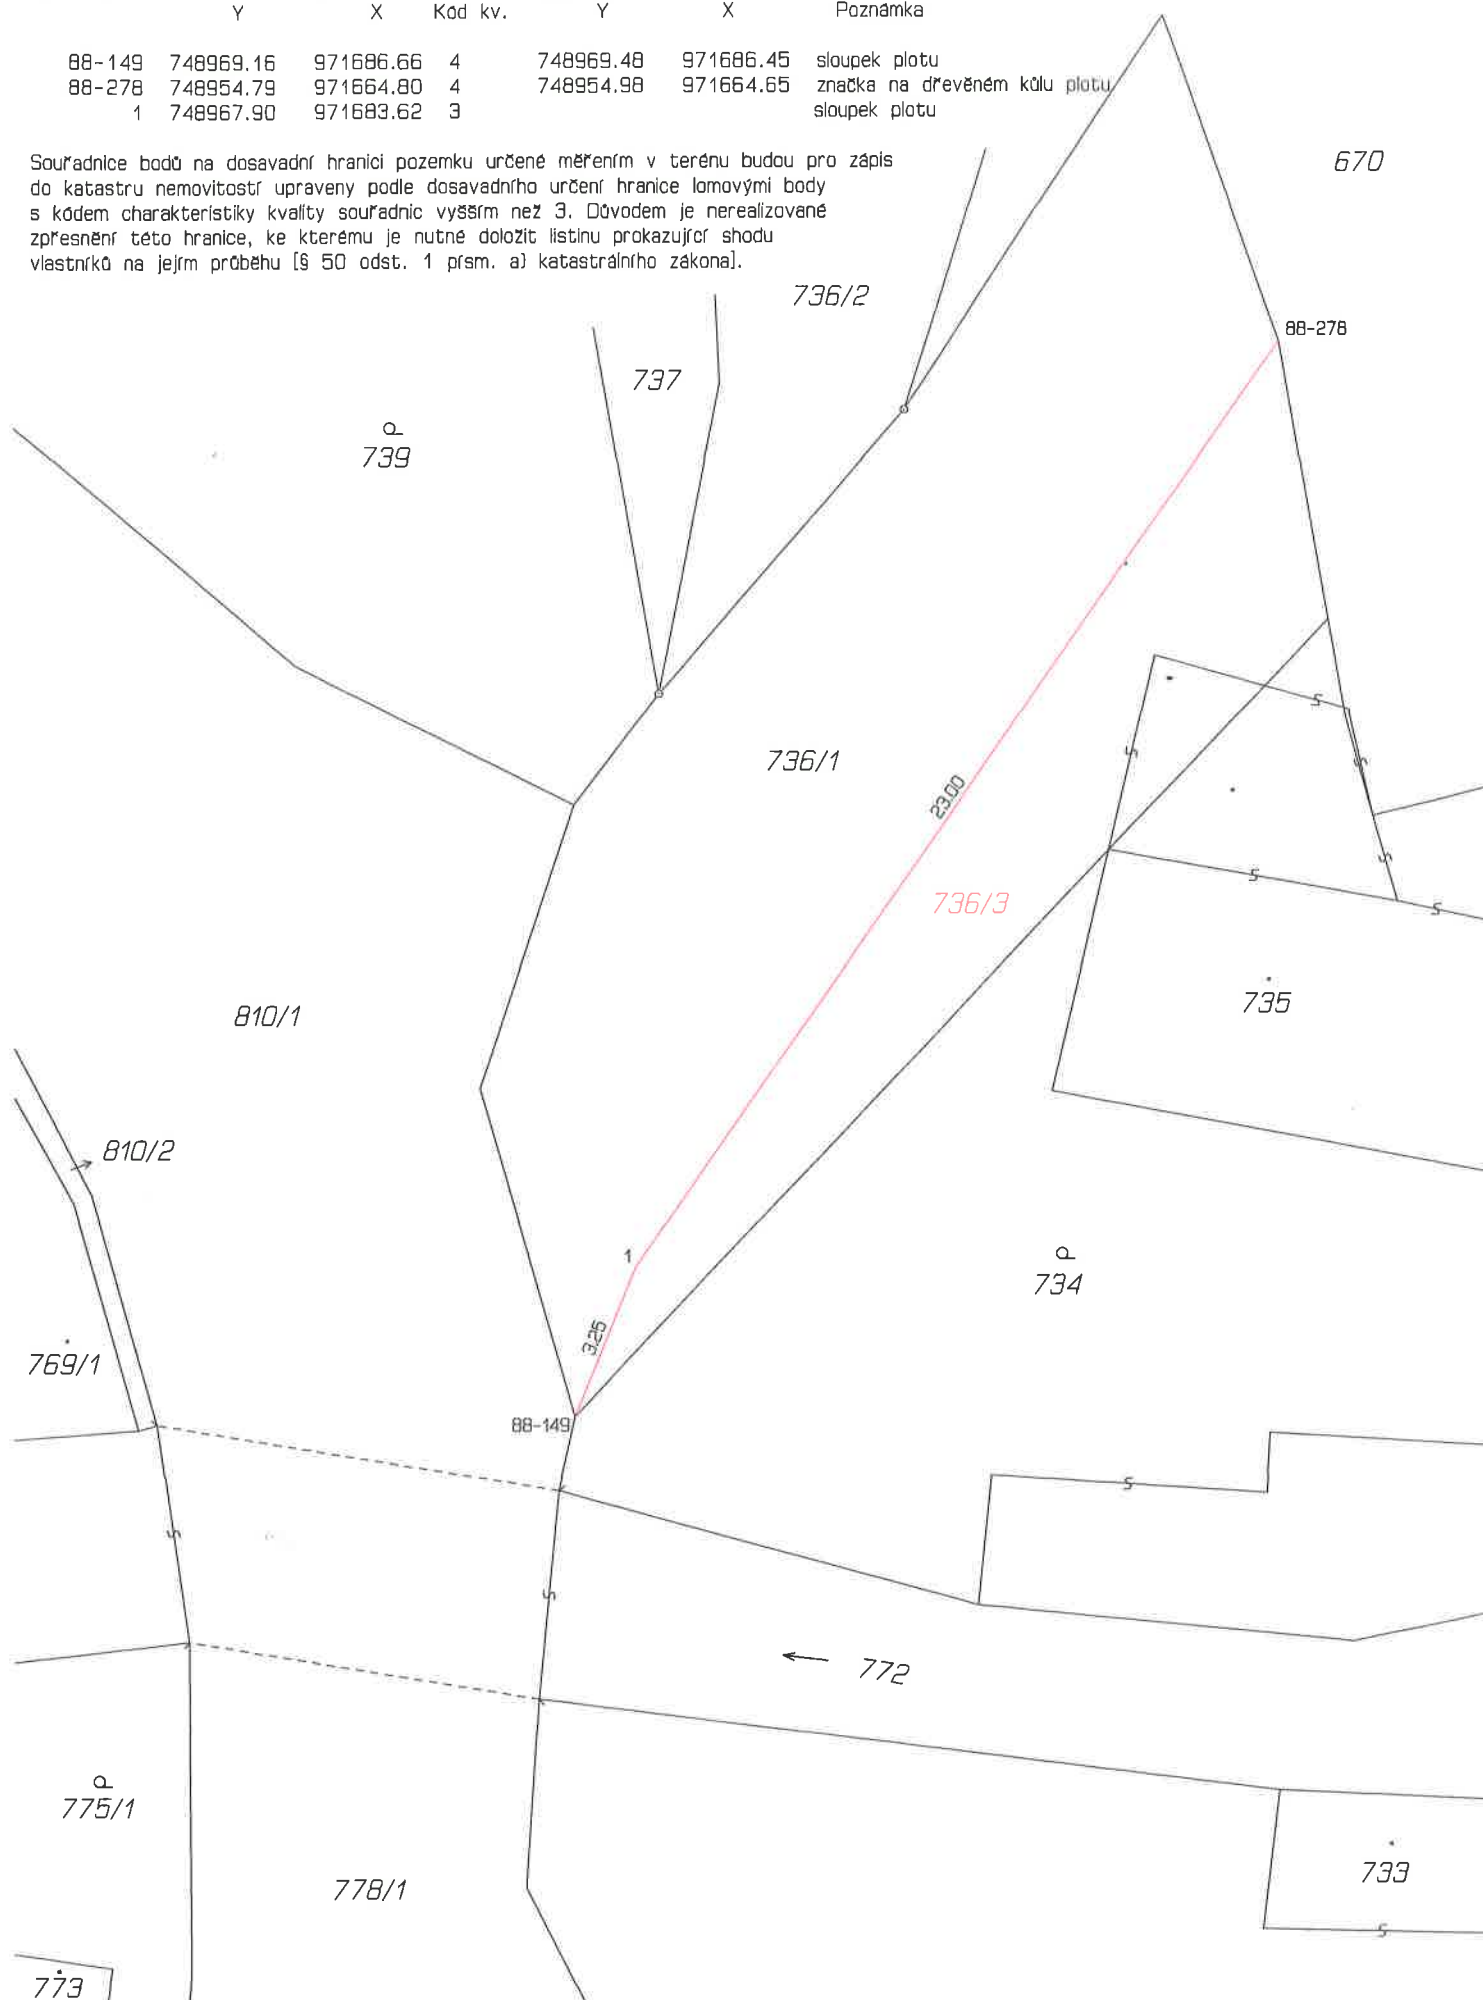 Y X Kód kv. Y X Poznámka
88-149 748969.16 971686.66 4 748969.48 971686.45 sloupek plotu
88-278 748954.79 971664.80 4 748954.98 971664.65 značka na dřevěném kůlu plotu
1 748967.90 971683.62 3 sloupek plotu
Souřadnice bodů na dosavadní hranici pozemku určené měřením v terénu budou pro zápis
do katastru nemovitostí upraveny podle dosavadního určení hranice lomovými body
s kódem charakteristiky kvality souřadnic vyšším než 3. Důvodem je nerealizované
zpřesnění této hranice, ke kterému je nutné doložit listinu prokazující shodu
vlastníků na jejím průběhu [§ 50 odst. 1 písm. a) katastrálního zákona].
670
736/2
88-278
737
739
736/1
23.00
736/3
735
810/1
810/2
1
734
3.25
769/1
88-149
772
775/1
733
778/1
773